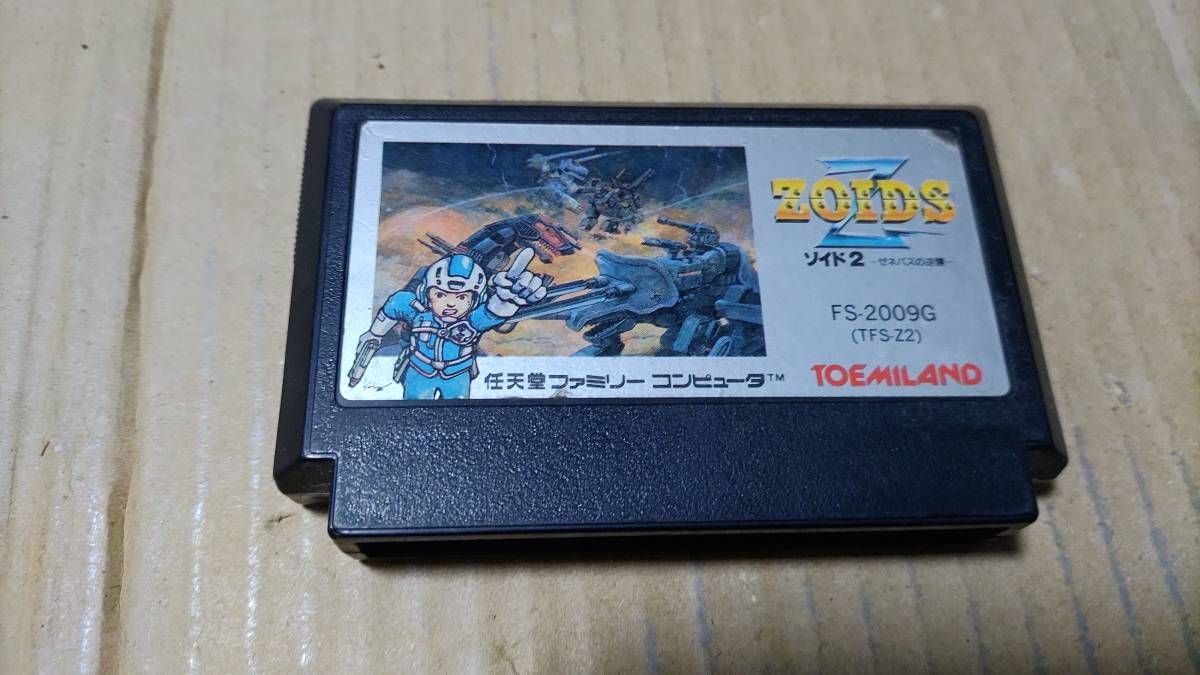 ZOIDS
ゾイド2 -ゼネバスの逆襲-
FS-2009G
(TFS-Z2)
TOEMILAND
任天堂ファミリー コンピュータ™